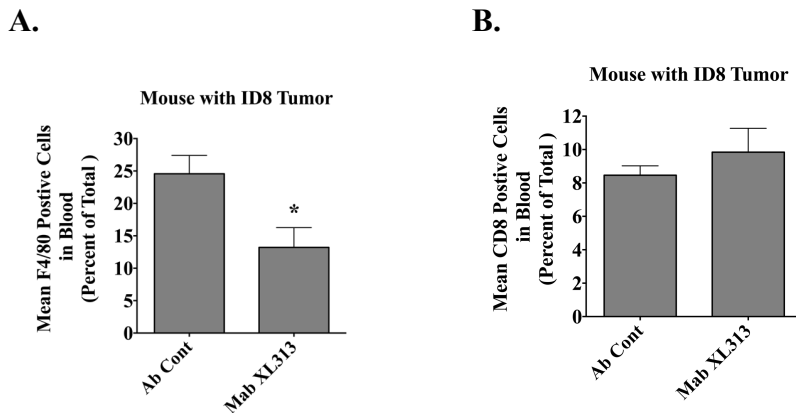 A.
Mouse with ID8 Tumor
Mean F4/80 Postive Cells
in Blood
(Percent of Total )
30
25
20
15
10
5
0
*
Ab Cont
Mab XL313
B.
Mouse with ID8 Tumor
Mean CD8 Postive Cells
in Blood
(Percent of Total )
12
10
8
6
4
2
0
Ab Cont
Mab XL313